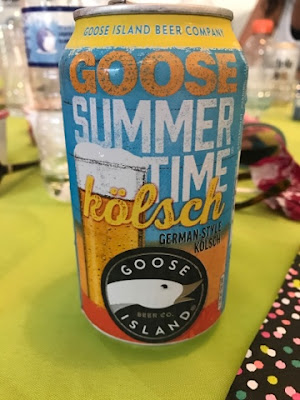 GOOSE ISLAND BEER COMPANY
GOOSE
SUMMER
TIME
kölsch
GERMAN STYLE
KÖLSCH
GOOSE
BEER CO.
ISLAND